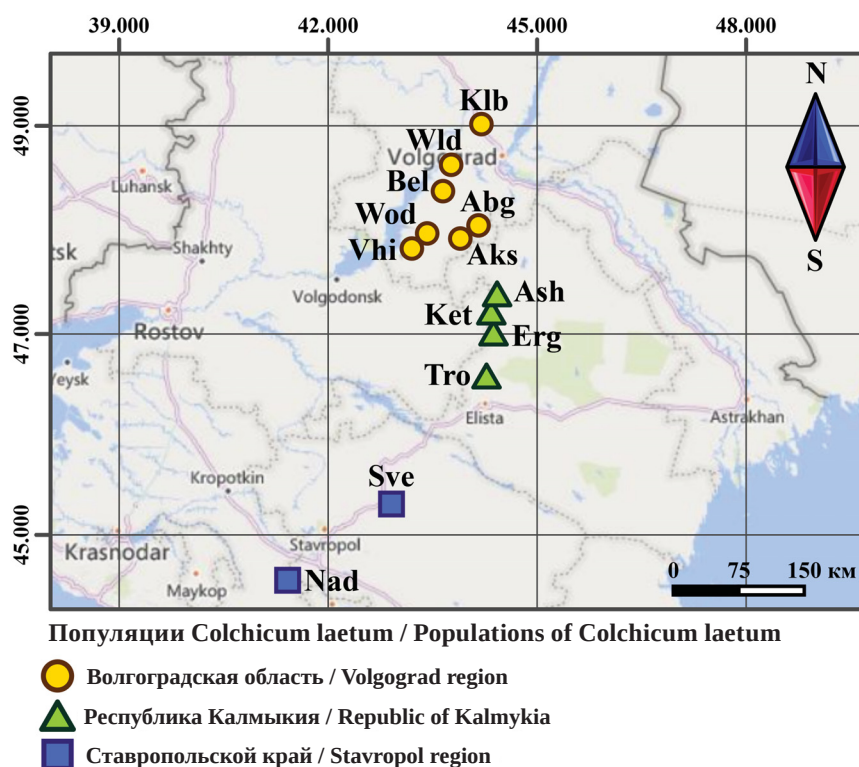 39.000 42.000 45.000 48.000
N
Klb
49.000
Wld
Volgograd
Bel
Luhansk
Abg
Wod
S
Shakhty
Vhi
Aks
tsk
Volgodonsk
Ash
Ket
Rostov
47.000
Erg
Yeysk
Tro
Elista
Astrakhan
Sve
Kropotkin
45.000
Stavropol
Krasnodar
0 75 150 км
Nad
Maykop
Популяции Colchicum laetum / Populations of Colchicum laetum
Волгоградская область / Volgograd region
Республика Калмыкия / Republic of Kalmykia
Ставропольской край / Stavropol region